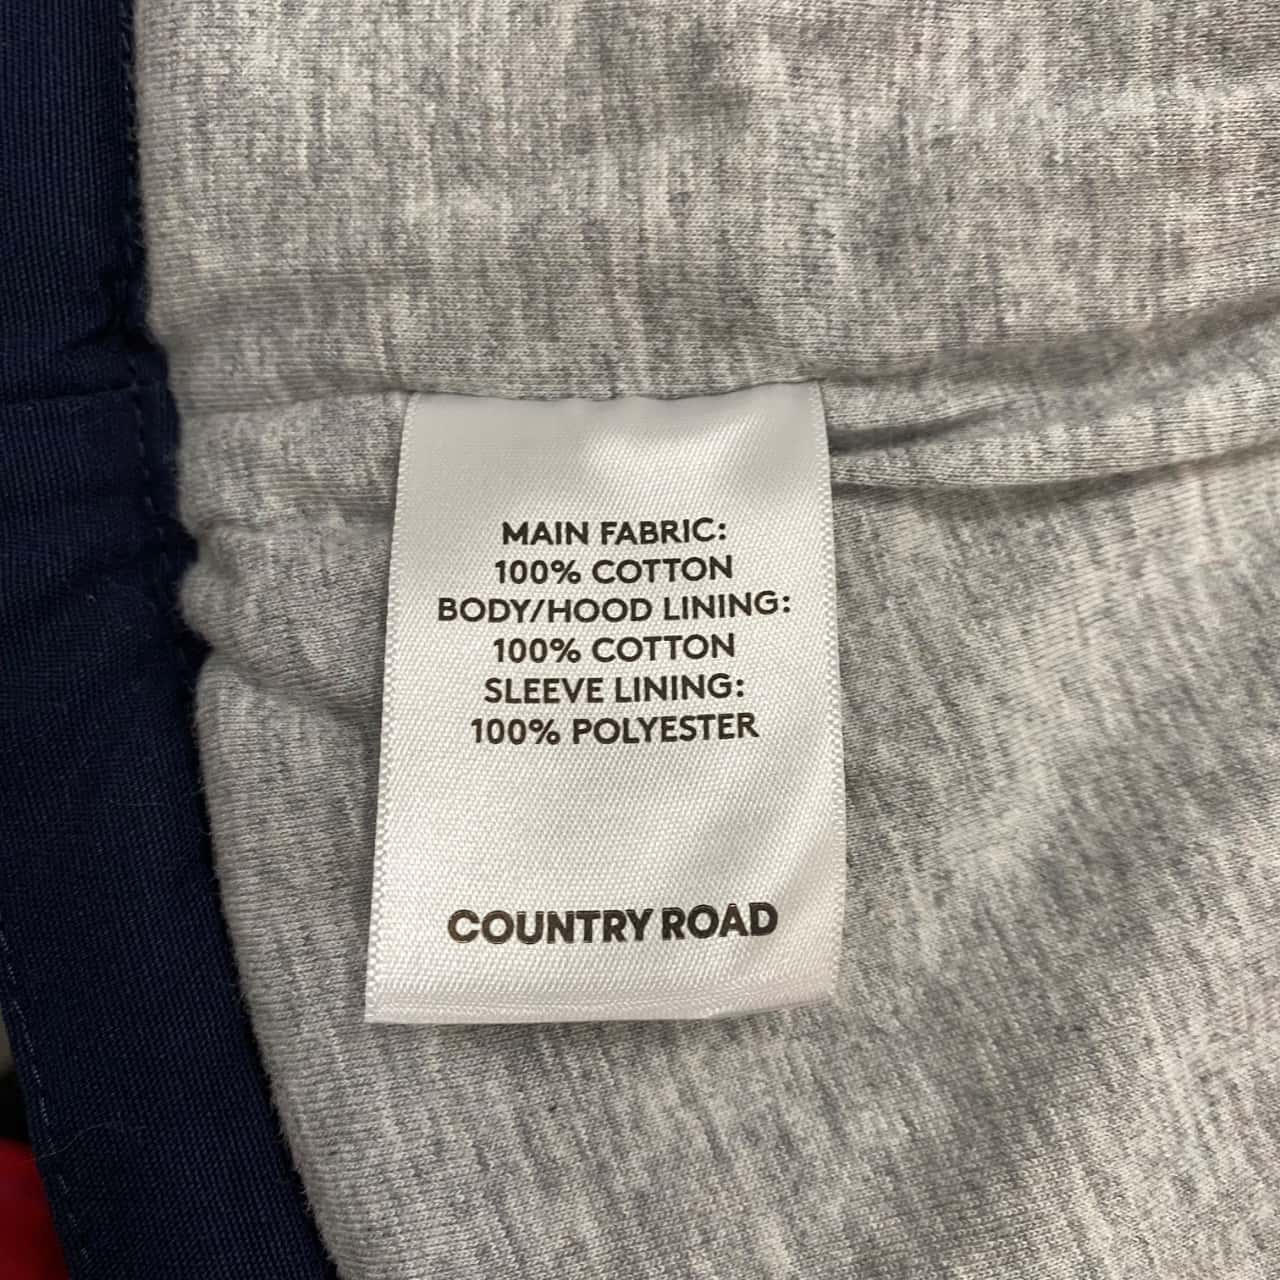 MAIN FABRIC:
100% COTTON
BODY/HOOD LINING:
100% COTTON
SLEEVE LINING:
100% POLYESTER
COUNTRY ROAD